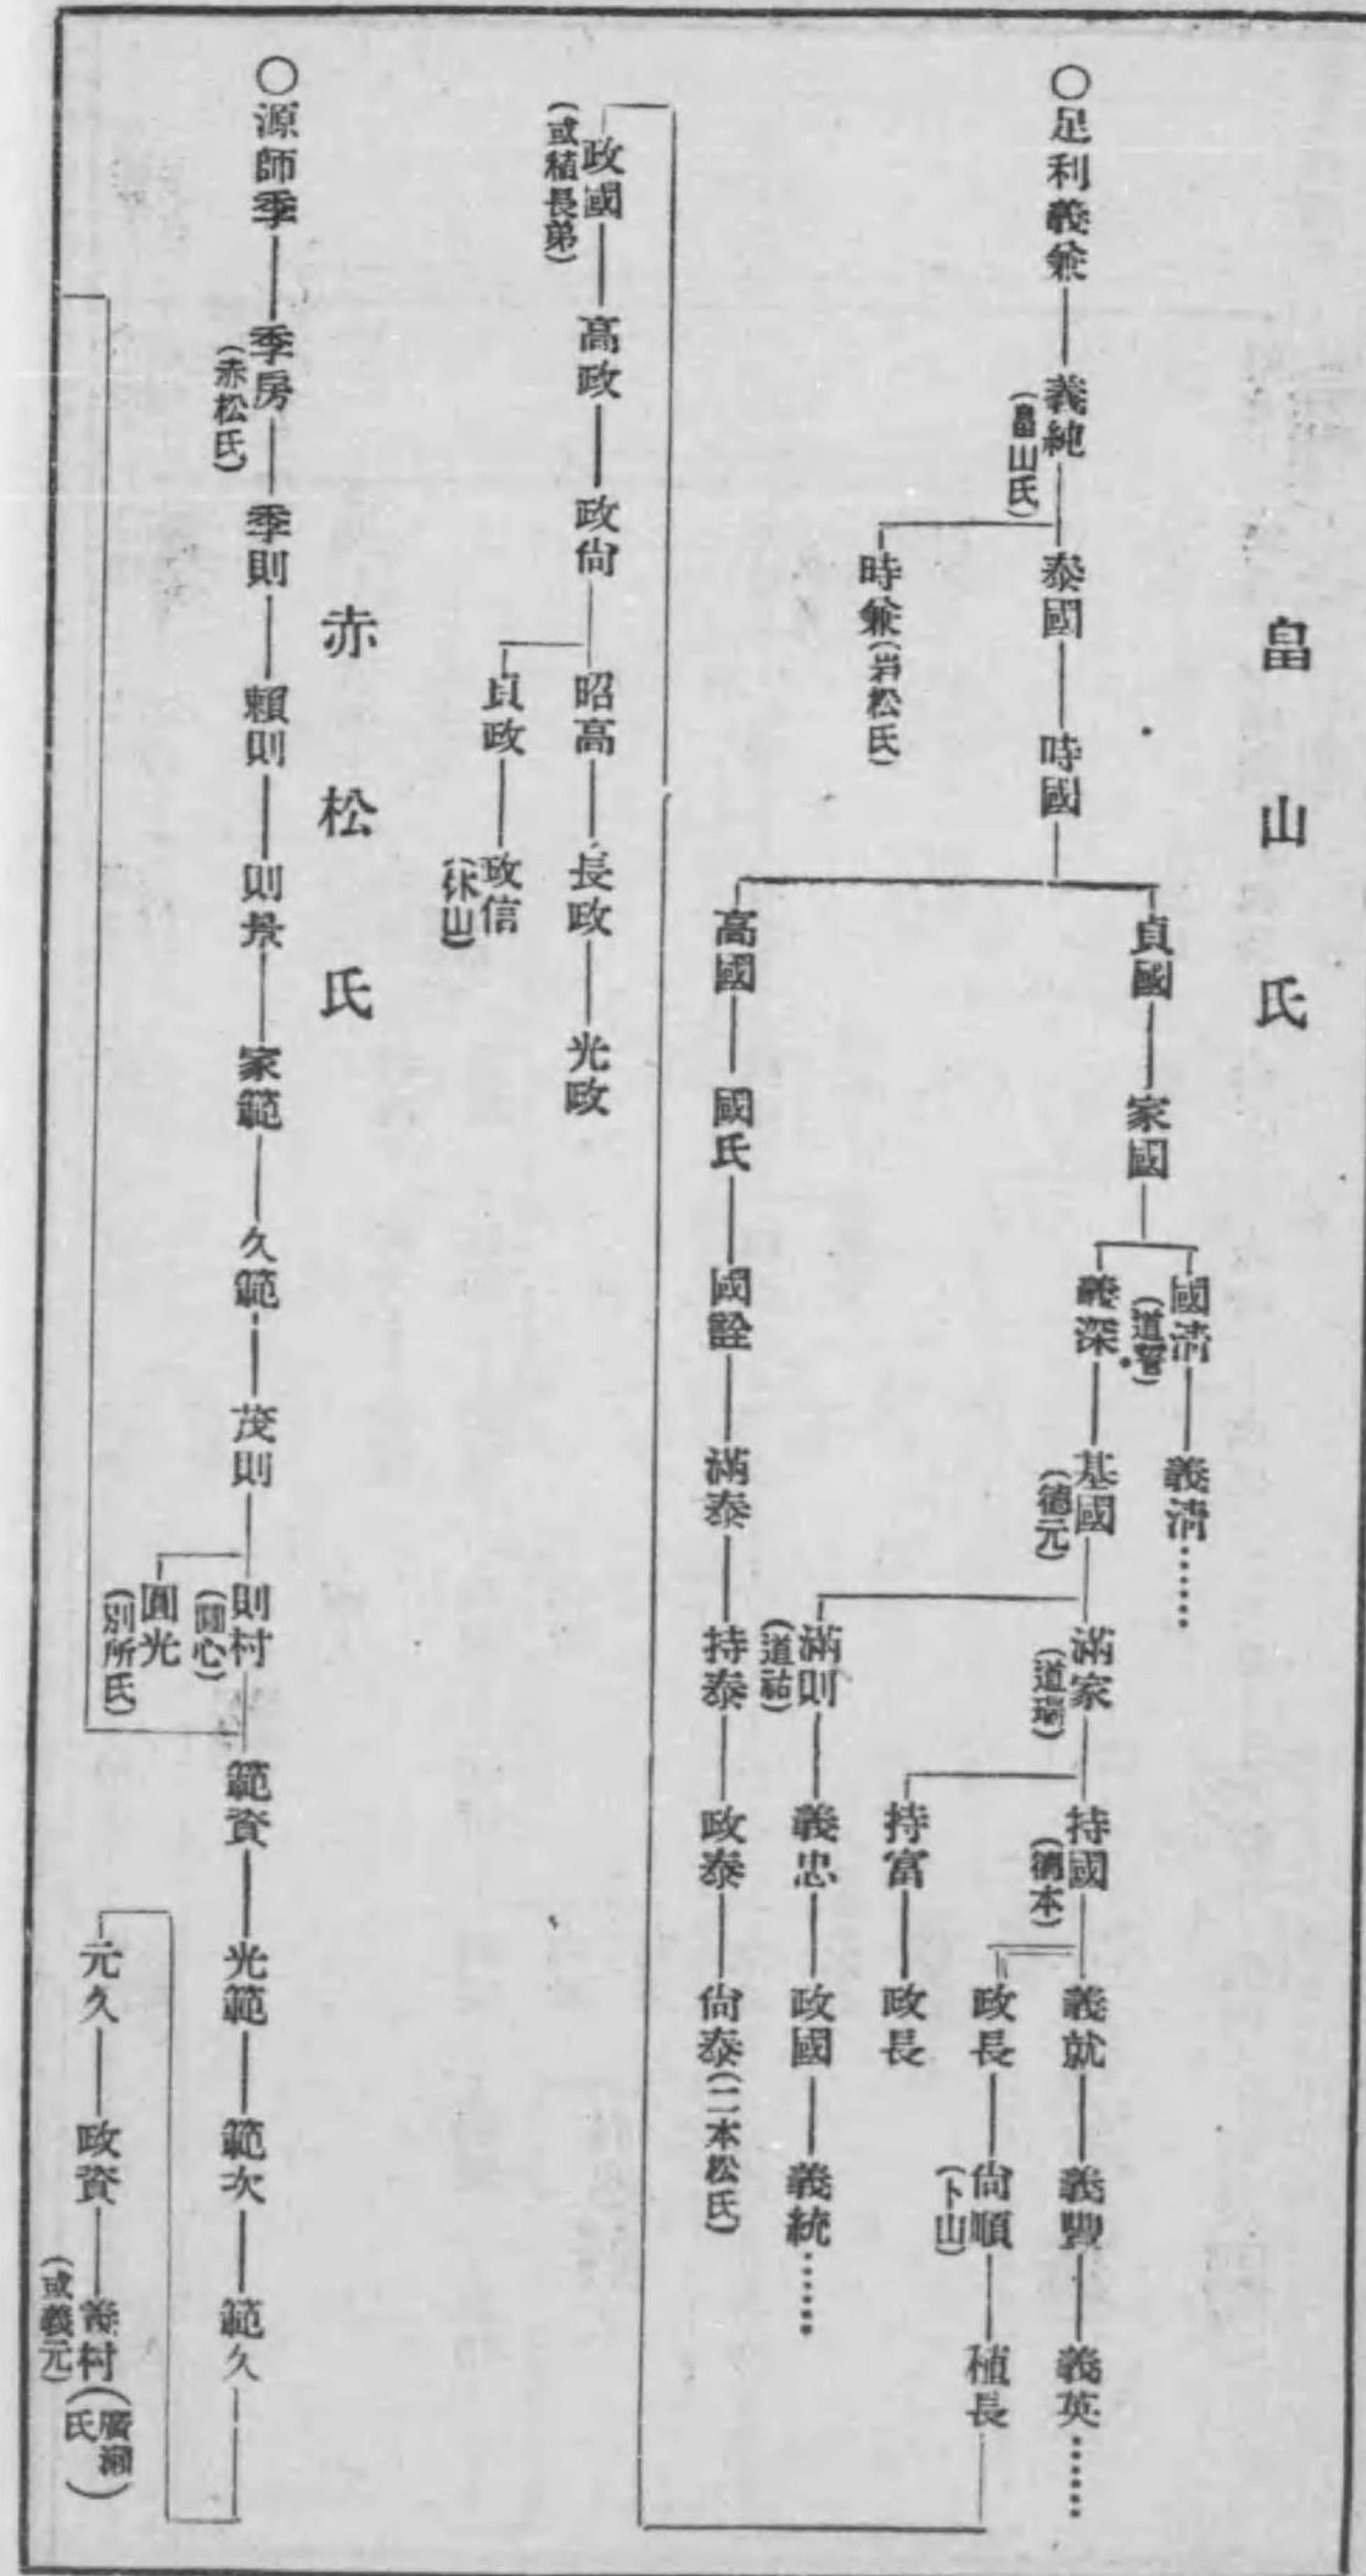 畠山氏
○足利義兼―義純―泰國―時國
(畠山氏)
時兼(岩松氏)
貞國―家國
國清―義清……
(道誓)
義深―基國―滿家―持國―義就―義豐―義英……
(德元)
(道瑞)
(德本)
政長―尙順―稙長
(卜山)
持富―政長
滿則―義忠―政國―義統……
(道祐)
高國―國氏―國詮―滿泰―持泰―政泰―尙泰(二本松氏)
政國―高政―政尙―昭高―長政―光政
(或稙長弟)
貞政―政信
(休山)
赤松氏
○源師季―季房―季則―賴則―則景―家範―久範―茂則―則村―範資―光範―範次―範久
(赤松氏)
(圓心)
圓光
(別所氏)
元久―政資―義村(廣瀨氏)
(或義元)